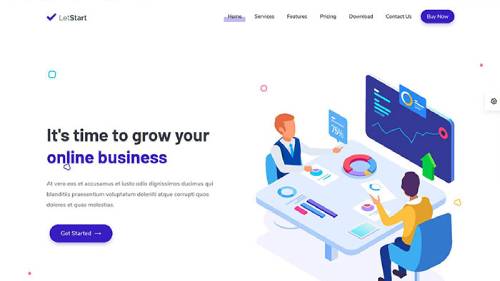 LetStart
Home
Services
Features
Pricing
Download
Contact Us
Buy Now
It's time to grow your
online business
At vero eos et accusamus et iusto odio dignissimos ducimus qui
blanditiis praesentium voluptatum deleniti atque corrupti quos
dolores et quas molestias.
Get Started →
75%